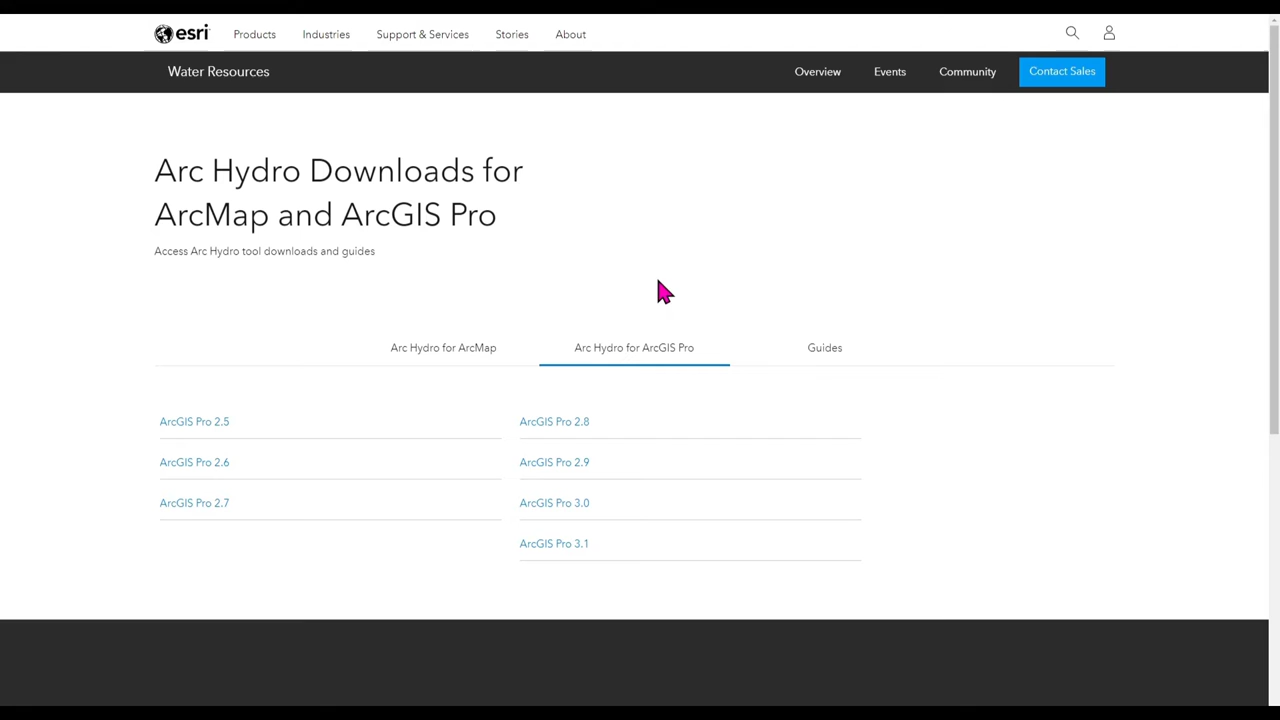 esri Products Industries Support & Services Stories About
Water Resources Overview Events Community Contact Sales
Arc Hydro Downloads for
ArcMap and ArcGIS Pro
Access Arc Hydro tool downloads and guides
Arc Hydro for ArcMap Arc Hydro for ArcGIS Pro Guides
ArcGIS Pro 2.5 ArcGIS Pro 2.8
ArcGIS Pro 2.6 ArcGIS Pro 2.9
ArcGIS Pro 2.7 ArcGIS Pro 3.0
ArcGIS Pro 3.1